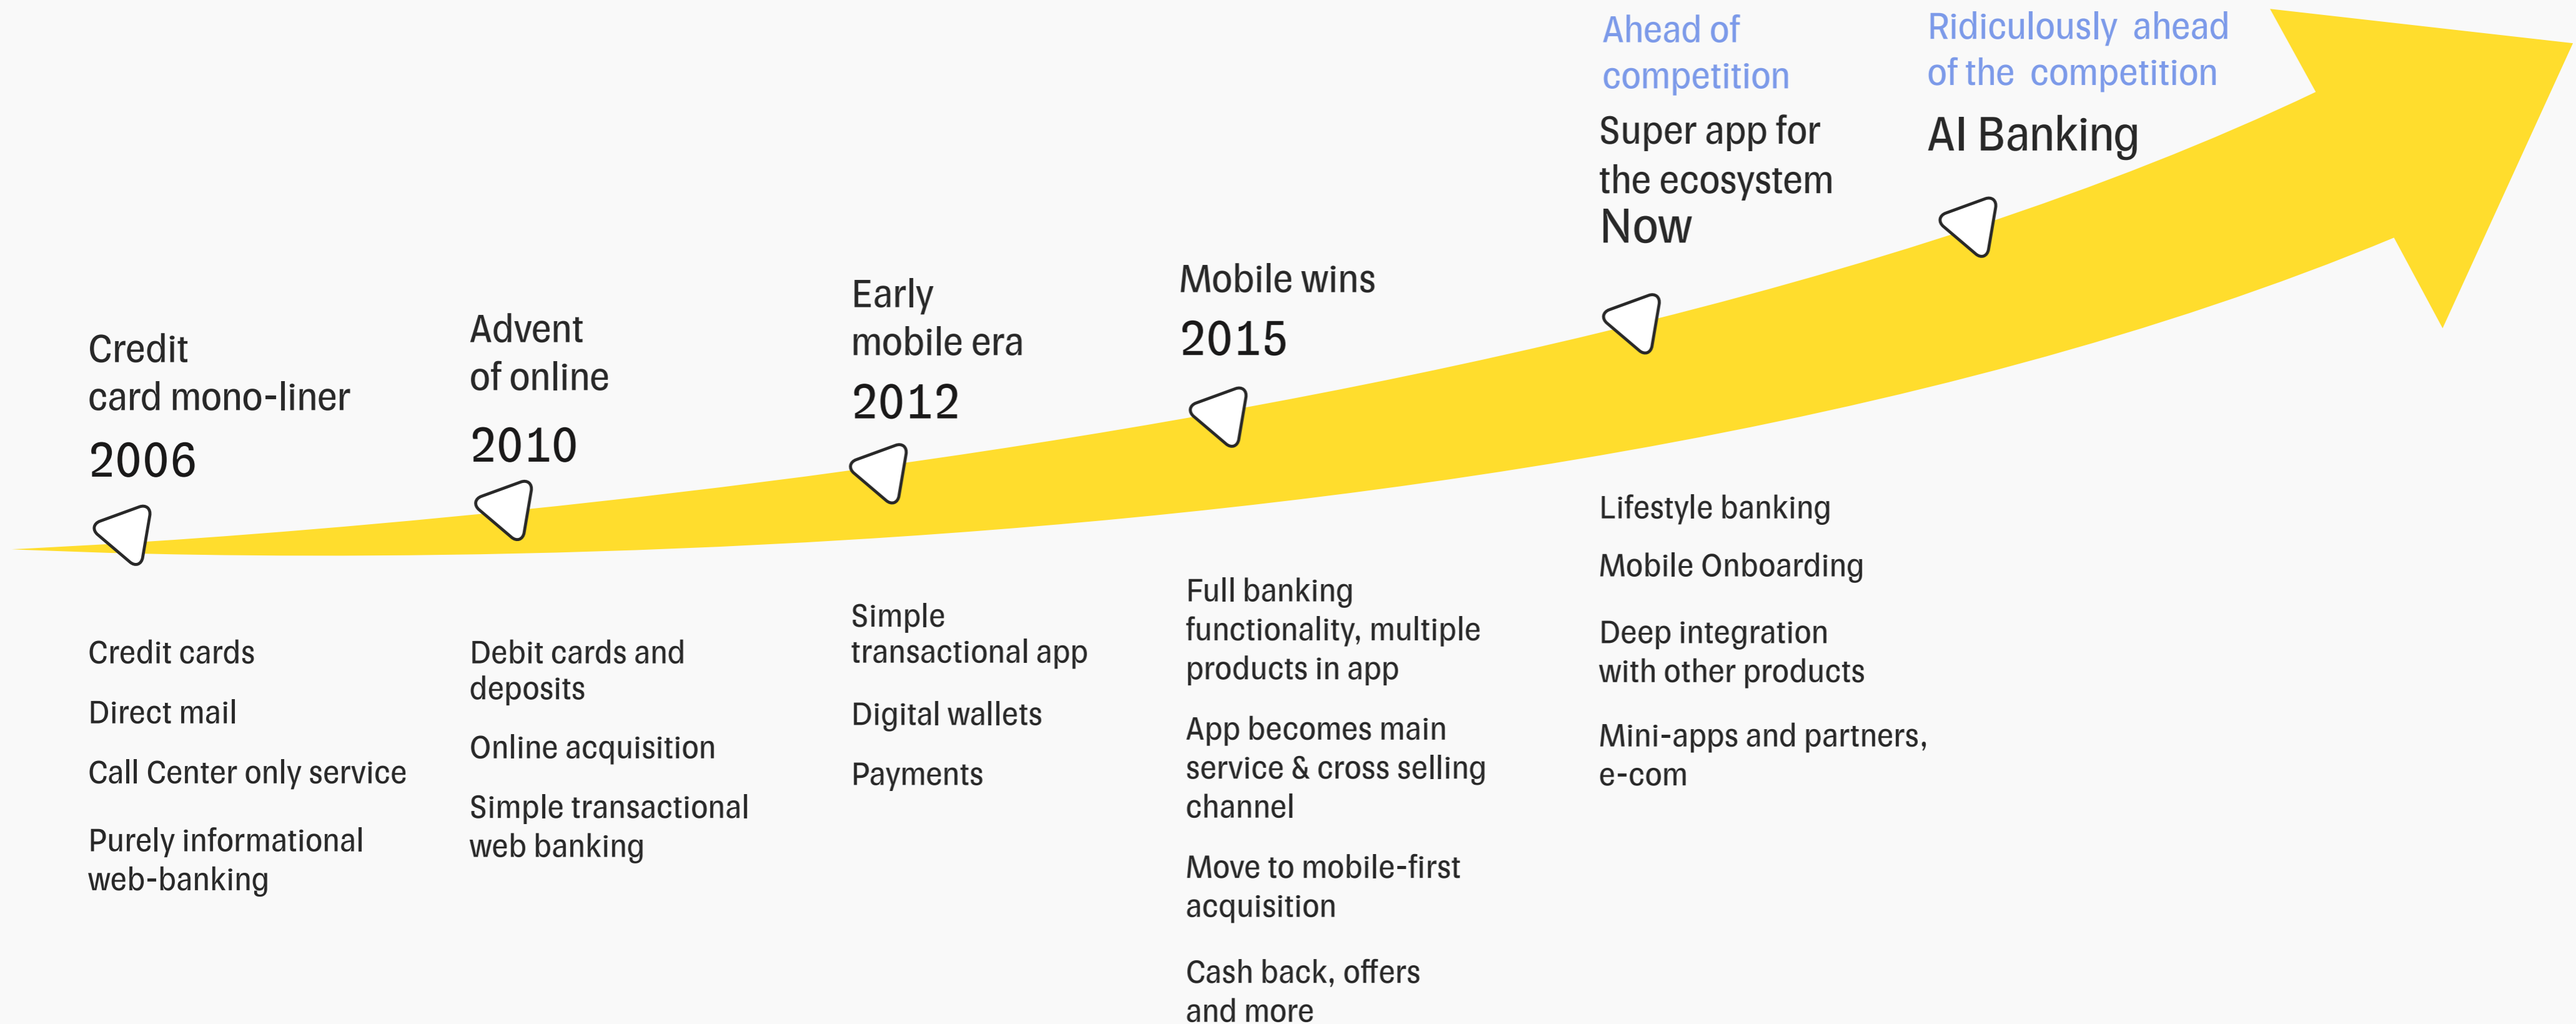 Credit
card mono-liner
2006
Credit cards
Direct mail
Call Center only service
Purely informational
web-banking
Advent
of online
2010
Debit cards and
deposits
Online acquisition
Simple transactional
web banking
Early
mobile era
2012
Simple
transactional app
Digital wallets
Payments
Mobile wins
2015
Full banking
functionality, multiple
products in app
App becomes main
service & cross selling
channel
Move to mobile-first
acquisition
Cash back, offers
and more
Ahead of
competition
Super app for
the ecosystem
Now
Lifestyle banking
Mobile Onboarding
Deep integration
with other products
Mini-apps and partners,
e-com
Ridiculously ahead
of the competition
AI Banking